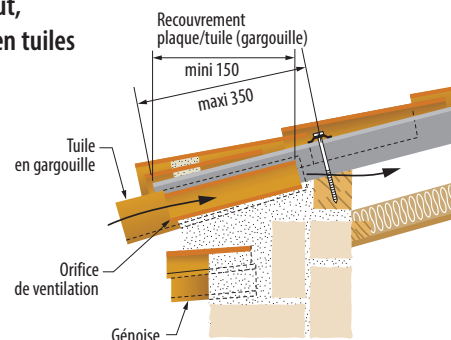 ut,
en tuiles
Recouvrement
plaque/tuile (gargouille)
mini 150
maxi 350
Tuile
en gargouille
Orifice
de ventilation
Génoise